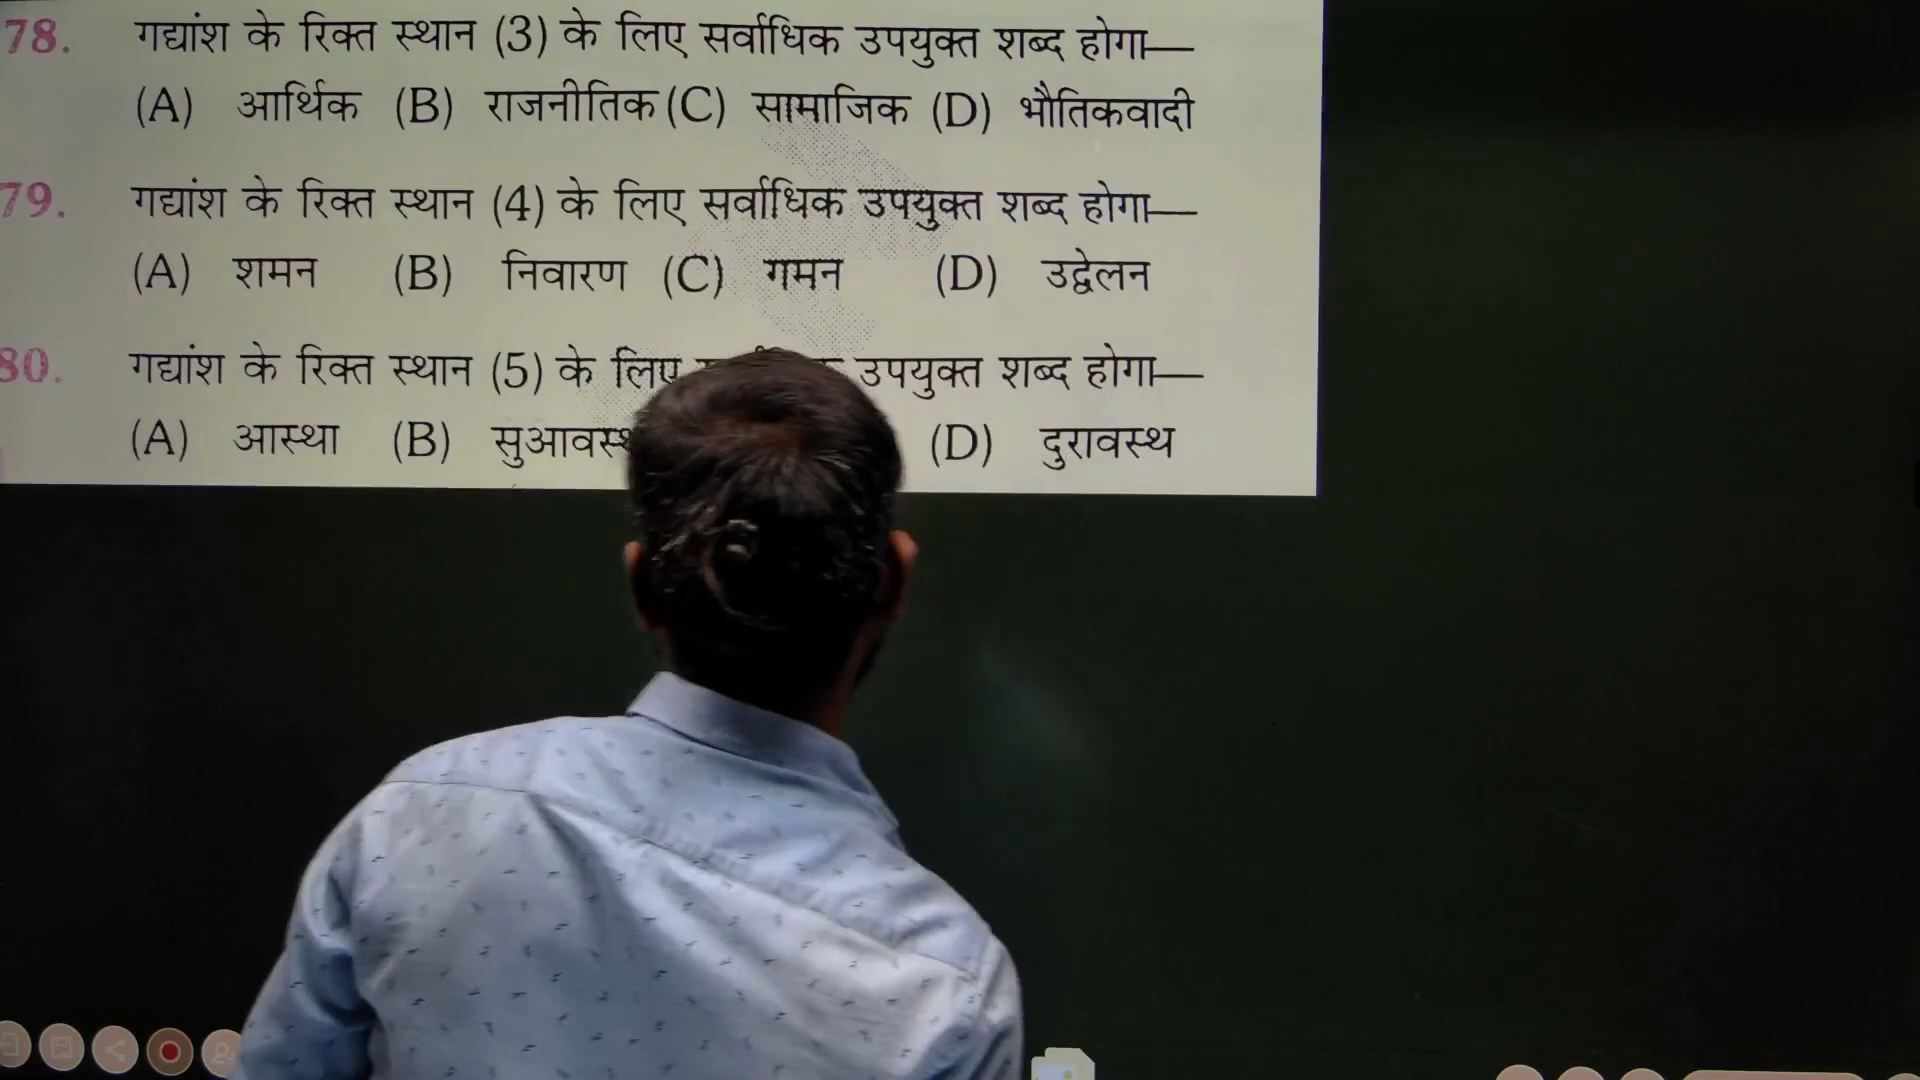 78. गद्यांश के रिक्त स्थान (3) के लिए सर्वाधिक उपयुक्त शब्द होगा—
(A) आर्थिक (B) राजनीतिक (C) सामाजिक (D) भौतिकवादी
79. गद्यांश के रिक्त स्थान (4) के लिए सर्वाधिक उपयुक्त शब्द होगा—
(A) शमन (B) निवारण (C) गमन (D) उद्वेलन
80. गद्यांश के रिक्त स्थान (5) के लिए उपयुक्त शब्द होगा—
(A) आस्था (B) (D) दुरावस्थ